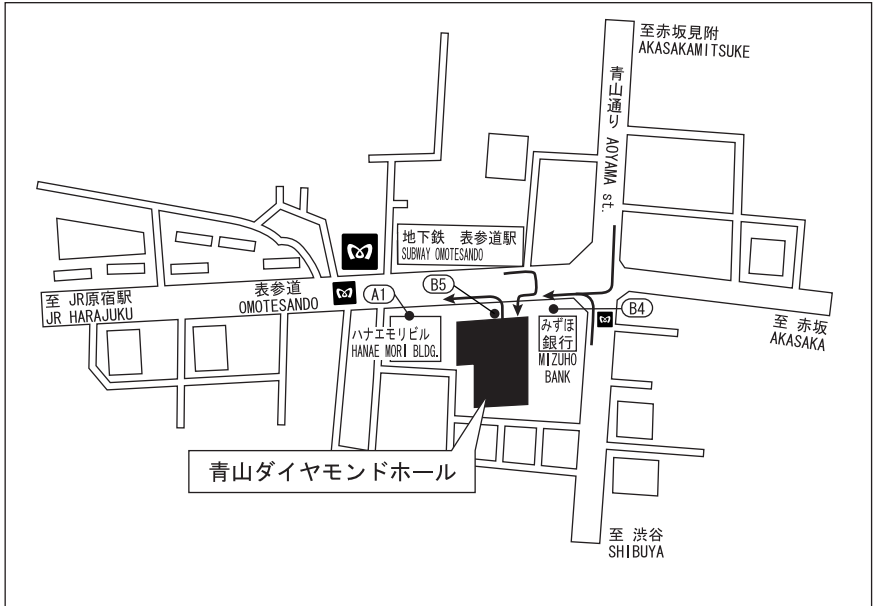 至赤坂見附
AKASAKAMITSUKE
青山通り AOYAMA st.
地下鉄 表参道駅
SUBWAY OMOTESANDO
至 JR原宿駅
JR HARAJUKU
表参道
OMOTESANDO
A1
B5
B4
ハナエモリビル
HANAE MORI BLDG.
みずほ
銀行
MIZUHO
BANK
至 赤坂
AKASAKA
青山ダイヤモンドホール
至 渋谷
SHIBUYA